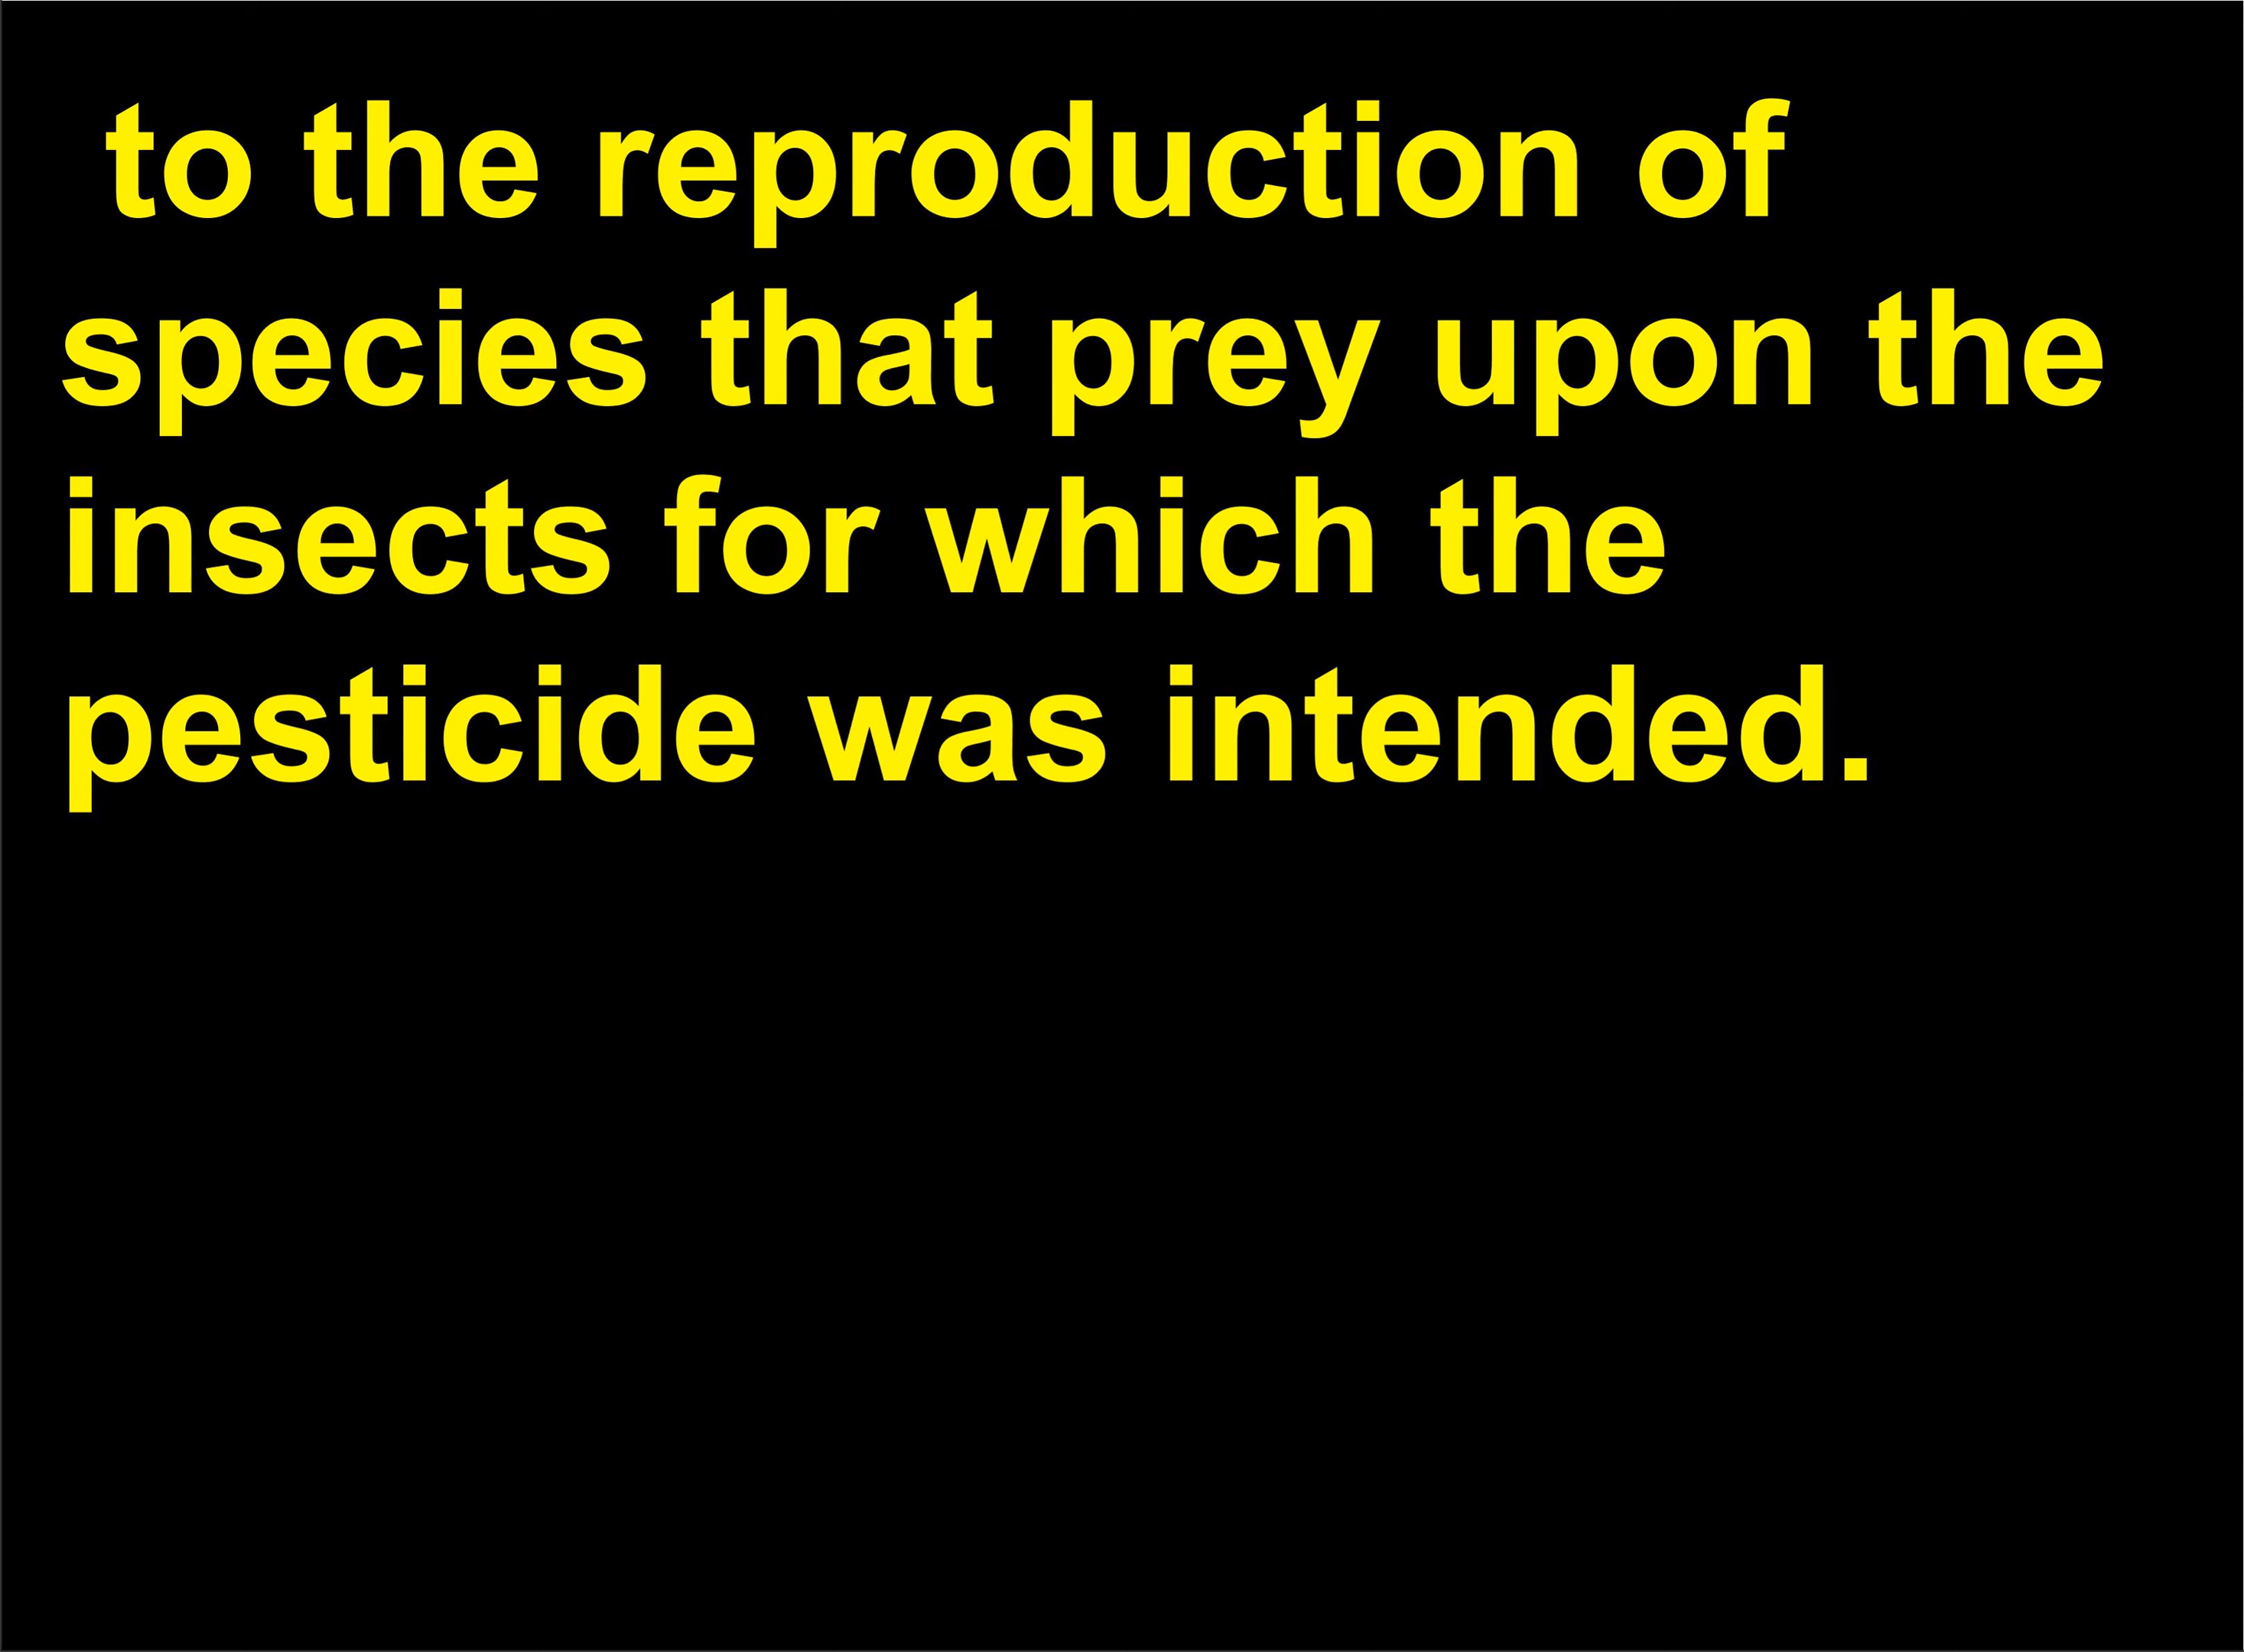 to the reproduction of
species that prey upon the
insects for which the
pesticide was intended.